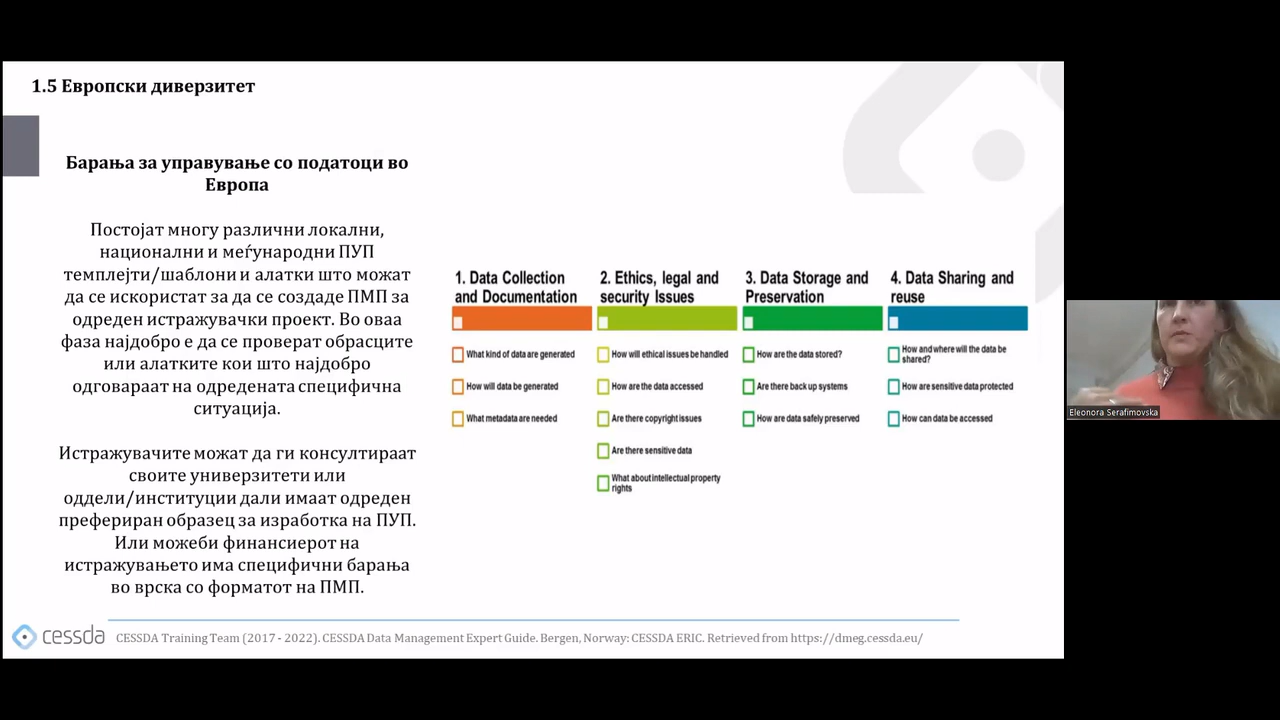 1.5 Европски диверзитет
Барања за управување со податоци во
Европа
Постојат многу различни локални,
национални и меѓународни ПУП
темплејти/шаблони и алатки што можат
да се искористат за да се создаде ПМП за
одреден истражувачки проект. Во оваа
фаза најдобро е да се проверат обрасците
или алатките кои што најдобро
одговараат на одредената специфична
ситуација.
Истражувачите можат да ги консултираат
своите универзитети или
оддели/институции дали имаат одреден
префериран образец за изработка на ПУП.
Или можеби финансиерот на
истражувањето има специфични барања
во врска со форматот на ПМП.
1. Data Collection
and Documentation
What kind of data are generated
How will data be generated
What metadata are needed
2. Ethics, legal and
security Issues
How will ethical issues be handled
How are the data accessed
Are there copyright issues
Are there sensitive data
What about intellectual property
rights
3. Data Storage and
Preservation
How are the data stored?
Are there back up systems
How are data safely preserved
4. Data Sharing and
reuse
How and where will the data be
shared?
How are sensitive data protected
How can data be accessed
Eleonora Serafimovska
cessda
CESSDA Training Team (2017 - 2022). CESSDA Data Management Expert Guide. Bergen, Norway: CESSDA ERIC. Retrieved from https://dmeg.cessda.eu/